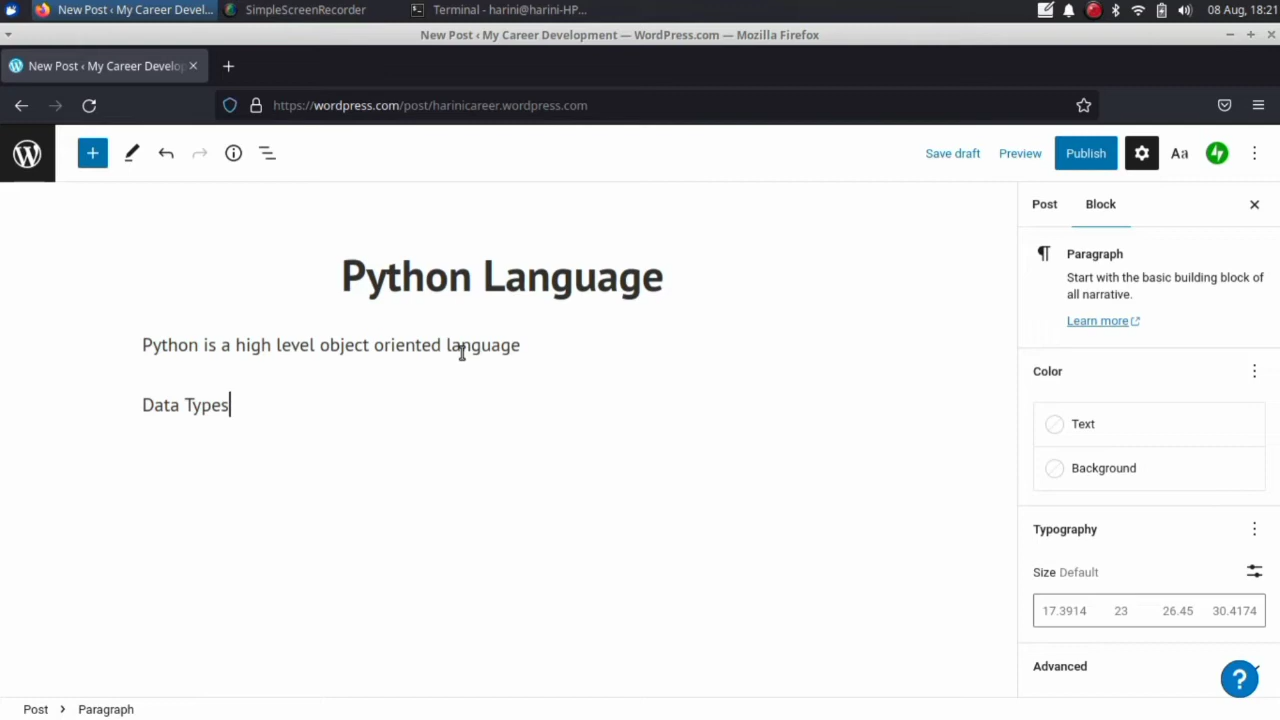 New Post ‹ My Career Devel...
SimpleScreenRecorder
Terminal - harini@harini-HP...
08 Aug, 18:21
New Post ‹ My Career Development — WordPress.com — Mozilla Firefox
New Post ‹ My Career Develop
https://wordpress.com/post/harinicareer.wordpress.com
Save draft
Preview
Publish
Aa
Post
Block
Python Language
Paragraph
Start with the basic building block of
all narrative.
Learn more
Python is a high level object oriented language
Color
Data Types
Text
Background
Typography
Size Default
17.3914 23 26.45 30.4174
Advanced
?
Post › Paragraph